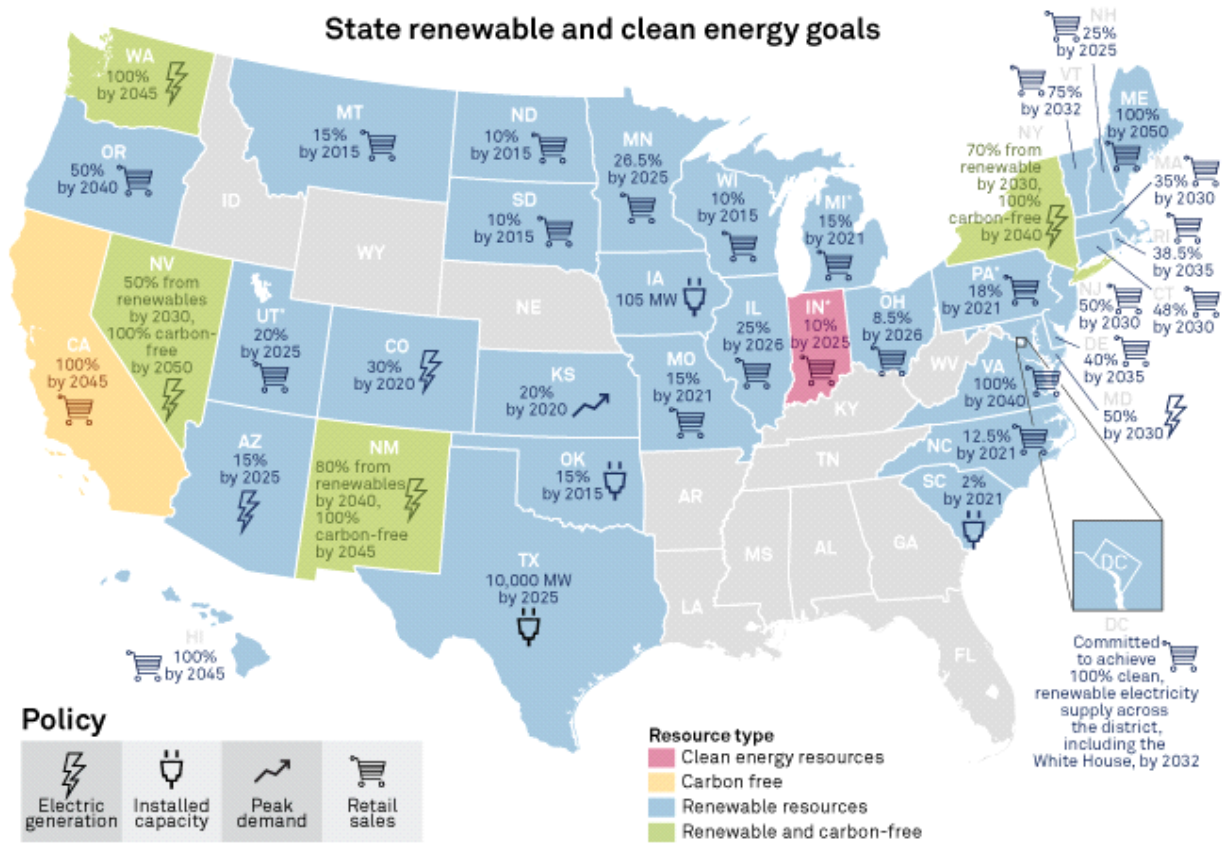 State renewable and clean energy goals
WA
100%
by 2045
OR
50%
by 2040
CA
100%
by 2045
NV
50% from
renewables
by 2030,
100% carbon-
free
by 2050
ID
MT
15%
by 2015
WY
UT*
20%
by 2025
AZ
15%
by 2025
CO
30%
by 2020
NM
80% from
renewables
by 2040,
100%
carbon-free
by 2045
ND
10%
by 2015
SD
10%
by 2015
NE
KS
20%
by 2020
OK
15%
by 2015
TX
10,000 MW
by 2025
MN
26.5%
by 2025
IA
105 MW
MO
15%
by 2021
AR
LA
WI
10%
by 2015
IL
25%
by 2026
MI*
15%
by 2021
IN*
10%
by 2025
OH
8.5%
by 2026
KY
TN
MS
AL
GA
FL
WV
VA
100%
by 2040
NC
12.5%
by 2021
SC
2%
by 2021
PA*
18%
by 2021
NY
70% from
renewable
by 2030,
100%
carbon-free
by 2040
VT
75%
by 2032
NH
25%
by 2025
ME
100%
by 2050
MA
35%
by 2030
RI
38.5%
by 2035
CT
48%
by 2030
NJ
50%
by 2030
DE
40%
by 2035
MD
50%
by 2030
DC
DC
Committed
to achieve
100% clean,
renewable electricity
supply across
the district,
including the
White House, by 2032
HI
100%
by 2045
Policy
Electric
generation
Installed
capacity
Peak
demand
Retail
sales
Resource type
Clean energy resources
Carbon free
Renewable resources
Renewable and carbon-free